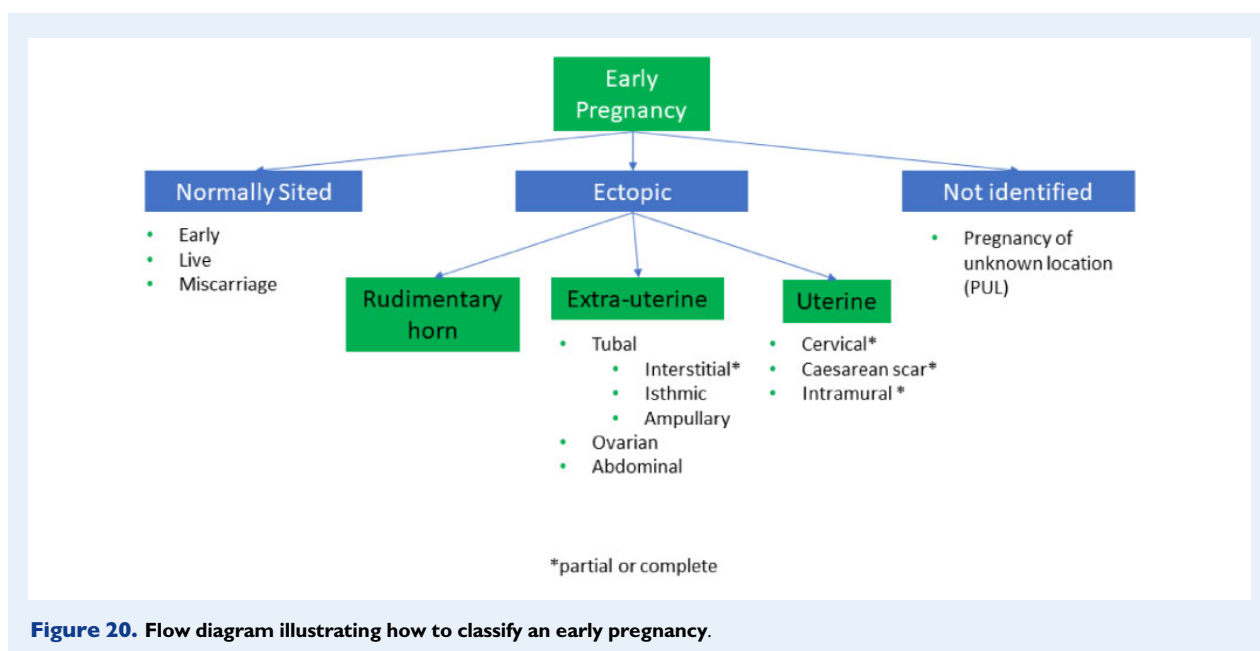 Early
Pregnancy
Normally Sited
Ectopic
Not identified
• Early
• Live
• Miscarriage
• Pregnancy of
unknown location
(PUL)
Rudimentary
horn
Extra-uterine
Uterine
• Tubal
• Interstitial*
• Isthmic
• Ampullary
• Ovarian
• Abdominal
• Cervical*
• Caesarean scar*
• Intramural *
*partial or complete
Figure 20. Flow diagram illustrating how to classify an early pregnancy.